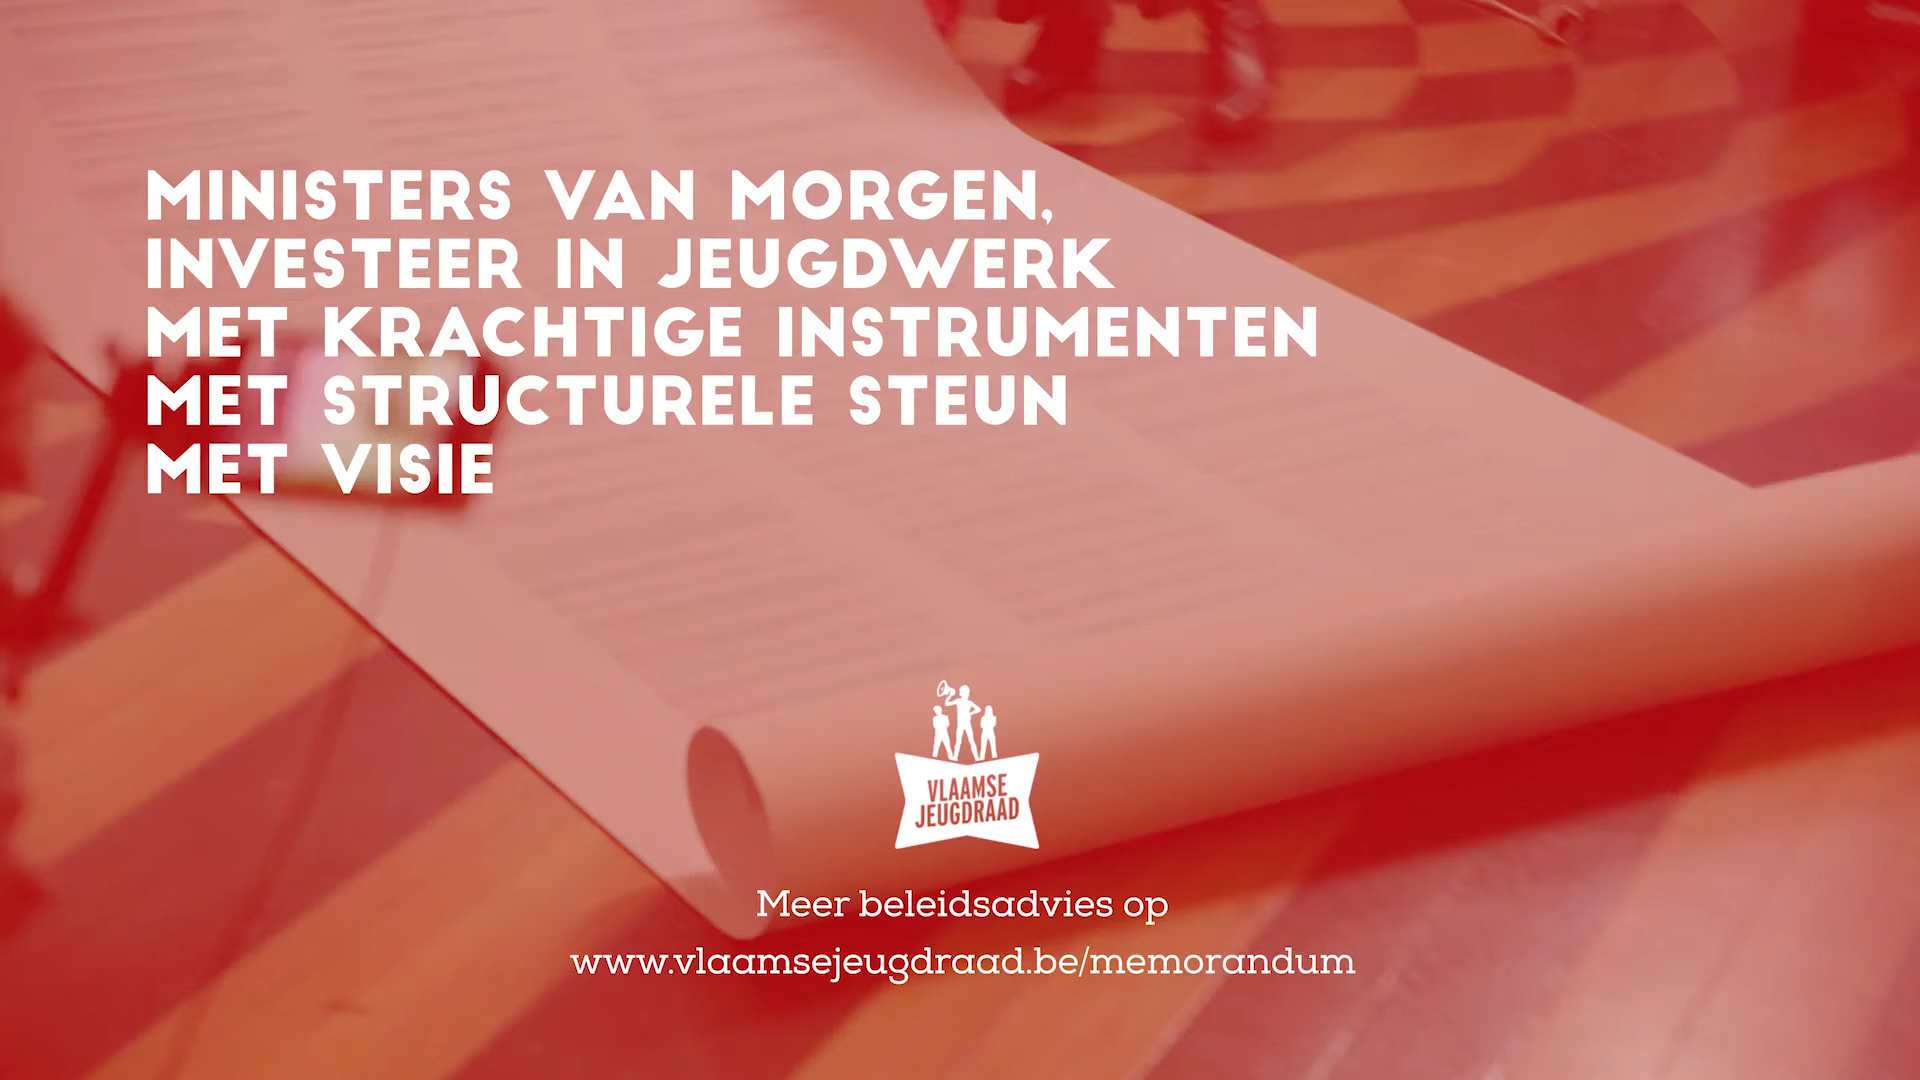 MINISTERS VAN MORGEN,
INVESTEER IN JEUGDWERK
MET KRACHTIGE INSTRUMENTEN
MET STRUCTURELE STEUN
MET VISIE
VLAAMSE
JEUGDRAAD
Meer beleidsadvies op
www.vlaamsejeugdraad.be/memorandum